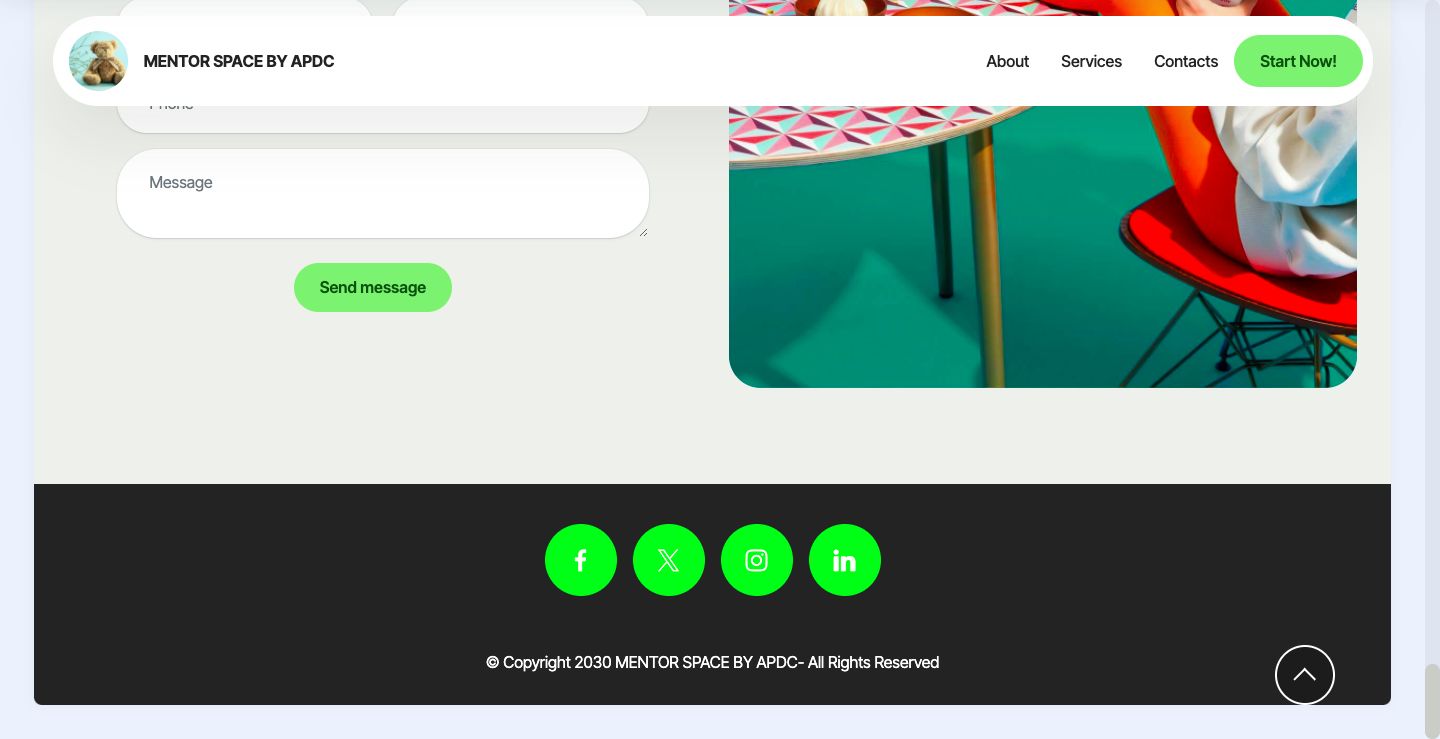 MENTOR SPACE BY APDC
About
Services
Contacts
Start Now!
Phone
Message
Send message
© Copyright 2030 MENTOR SPACE BY APDC- All Rights Reserved